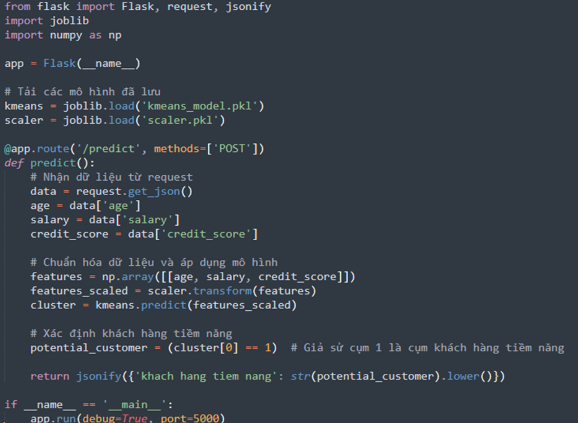 from flask import Flask, request, jsonify
import joblib
import numpy as np
app = Flask(__name__)
# Tải các mô hình đã lưu
kmeans = joblib.load('kmeans_model.pkl')
scaler = joblib.load('scaler.pkl')
@app.route('/predict', methods=['POST'])
def predict():
    # Nhận dữ liệu từ request
    data = request.get_json()
    age = data['age']
    salary = data['salary']
    credit_score = data['credit_score']
    # Chuẩn hóa dữ liệu và áp dụng mô hình
    features = np.array([[age, salary, credit_score]])
    features_scaled = scaler.transform(features)
    cluster = kmeans.predict(features_scaled)
    # Xác định khách hàng tiềm năng
    potential_customer = (cluster[0] == 1)  # Giả sử cụm 1 là cụm khách hàng tiềm năng
    return jsonify({'khach hang tiem nang': str(potential_customer).lower()})
if __name__ == '__main__':
    app.run(debug=True, port=5000)